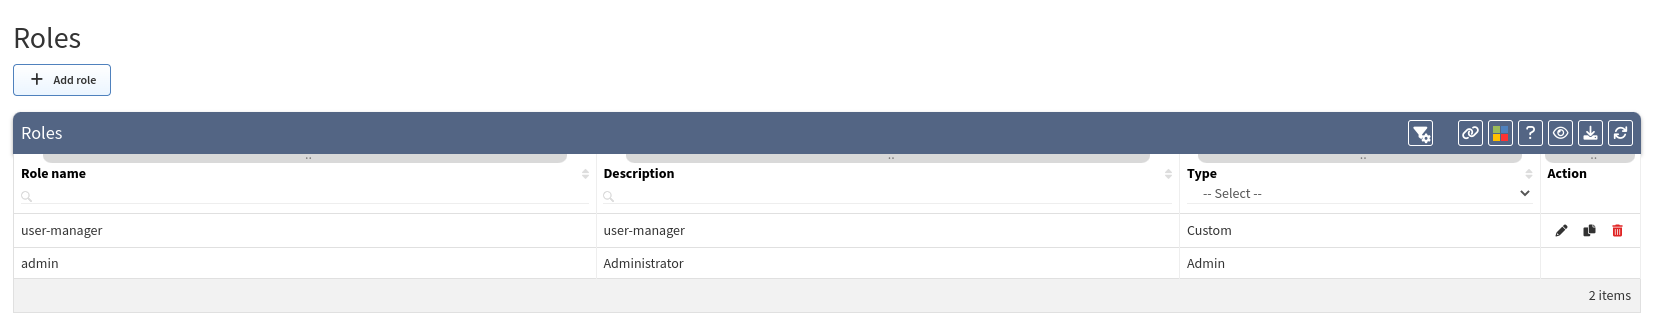 Roles
+ Add role
Roles ?
Role name Description Type Action
-- Select --
user-manager user-manager Custom
admin Administrator Admin
2 items